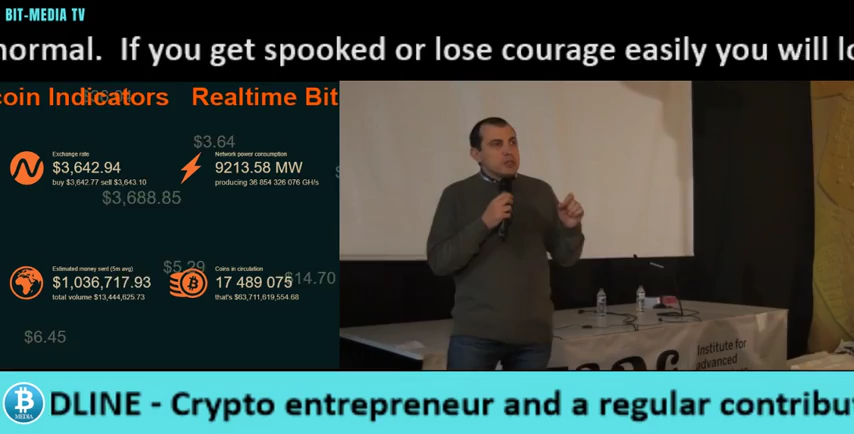 BIT-MEDIA TV
normal. If you get spooked or lose courage easily you will lo
coin Indicators Realtime Bit
$3.64
Exchange rate
$3,642.94
buy $3,642.77 sell $3,643.10
Network power consumption
9213.58 MW
producing 36 854 326 076 GH/s
$3,688.85
$5.29
Estimated money sent (5m avg)
$1,036,717.93
total volume $13,444,625.73
Coins in circulation
17 489 075
that's $63,711,619,554.68
$14.70
$6.45
Institute for
advanced
MEDIA
DLINE - Crypto entrepreneur and a regular contribu